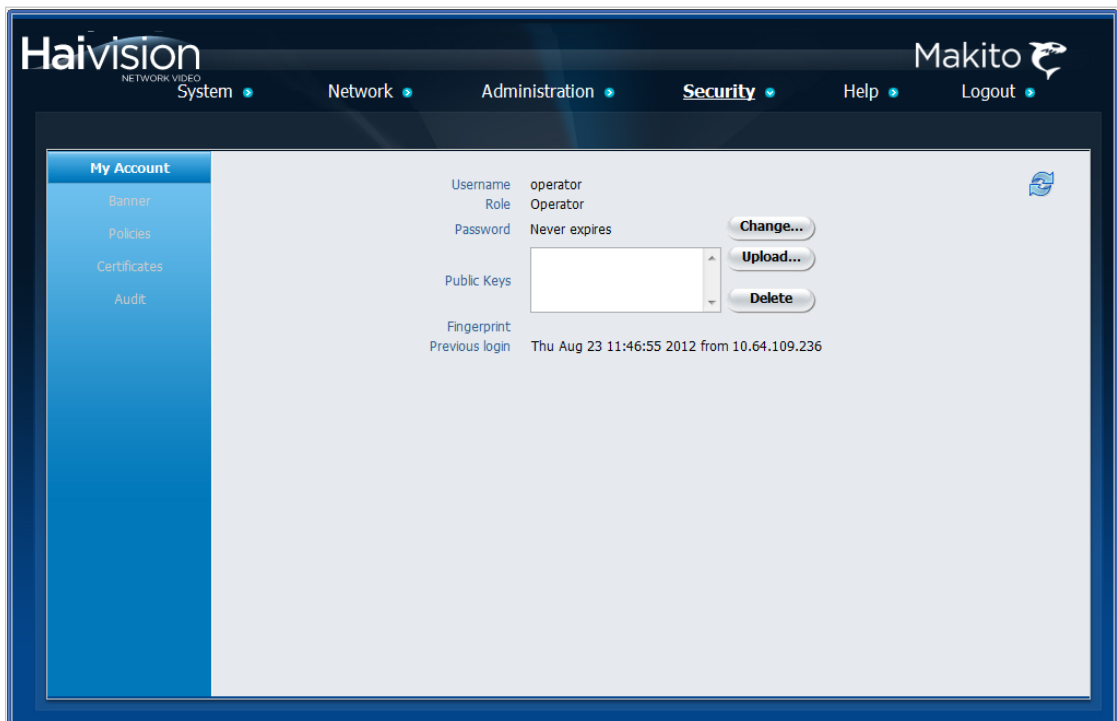 Haivision
NETWORK VIDEO
Makito
System Network Administration Security Help Logout
My Account
Banner
Policies
Certificates
Audit
Username operator
Role Operator
Password Never expires Change...
Public Keys Upload...
Delete
Fingerprint
Previous login Thu Aug 23 11:46:55 2012 from 10.64.109.236